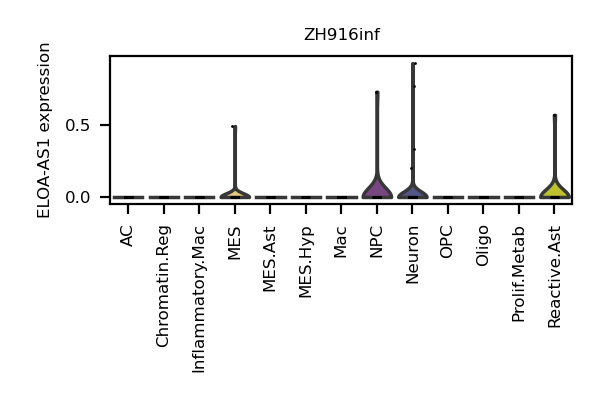 ZH916inf
ELOA-AS1 expression
0.5
0.0
AC
Chromatin.Reg
Inflammatory.Mac
MES
MES.Ast
MES.Hyp
Mac
NPC
Neuron
OPC
Oligo
Prolif.Metab
Reactive.Ast